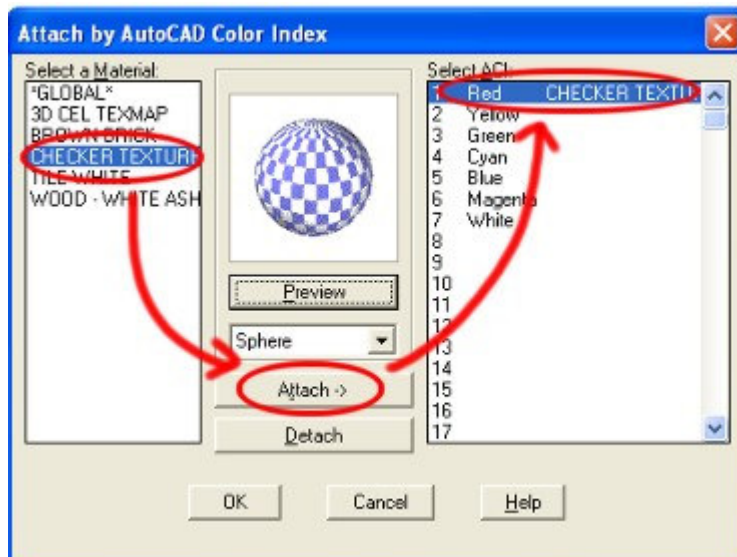 Attach by AutoCAD Color Index
Select a Material:
*GLOBAL*
3D CEL TEXMAP
BROWN BRICK
CHECKER TEXTURE
TILE WHITE
WOOD - WHITE ASH
Preview
Sphere
Attach ->
Detach
Select ACI:
1 Red CHECKER TEXTU
2 Yellow
3 Green
4 Cyan
5 Blue
6 Magenta
7 White
8
9
10
11
12
13
14
15
16
17
OK
Cancel
Help